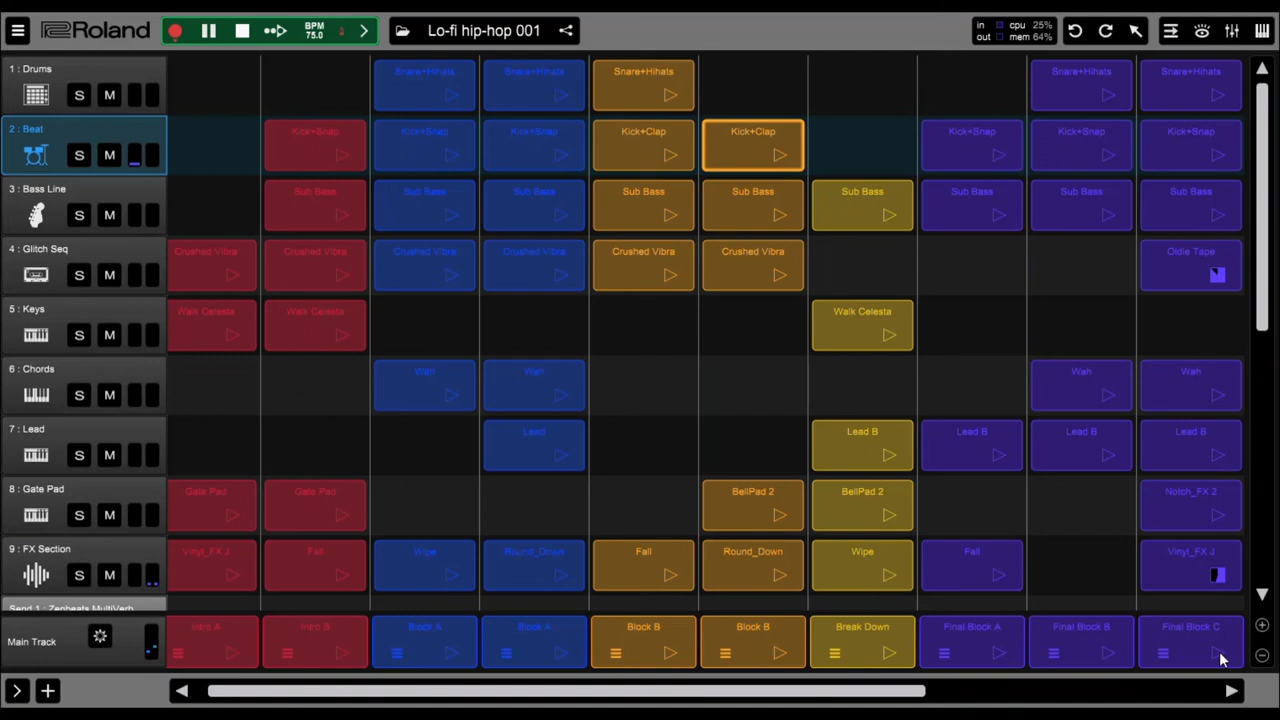 Roland
BPM
75.0
Lo-fi hip-hop 001
in
cpu 25%
out
mem 64%
1 : Drums
S
M
Snare+Hihats
Snare+Hihats
Snare+Hihats
Snare+Hihats
Snare+Hihats
2 : Beat
S
M
Kick+Snap
Kick+Snap
Kick+Snap
Kick+Clap
Kick+Clap
Kick+Snap
Kick+Snap
Kick+Snap
3 : Bass Line
S
M
Sub Bass
Sub Bass
Sub Bass
Sub Bass
Sub Bass
Sub Bass
Sub Bass
Sub Bass
Sub Bass
4 : Glitch Seq
S
M
Crushed Vibra
Crushed Vibra
Crushed Vibra
Crushed Vibra
Crushed Vibra
Crushed Vibra
Oldie Tape
5 : Keys
S
M
Walk Celesta
Walk Celesta
Walk Celesta
6 : Chords
S
M
Wah
Wah
Wah
Wah
7 : Lead
S
M
Lead
Lead B
Lead B
Lead B
Lead B
8 : Gate Pad
S
M
Gate Pad
Gate Pad
BellPad 2
BellPad 2
Notch_FX 2
9 : FX Section
S
M
Vinyl_FX J
Fall
Wipe
Round_Down
Fall
Round_Down
Wipe
Fall
Vinyl_FX J
Send 1 : Zenbeats MultiVerb
Main Track
Intro A
Intro B
Block A
Block A
Block B
Block B
Break Down
Final Block A
Final Block B
Final Block C